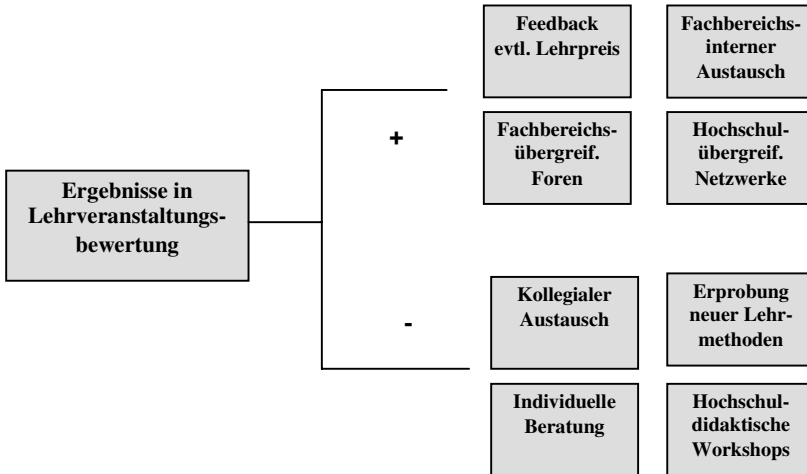 Feedback
evtl. Lehrpreis
Fachbereichs-
interner
Austausch
+
Fachbereichs-
übergreif.
Foren
Hochschul-
übergreif.
Netzwerke
Ergebnisse in
Lehrveranstaltungs-
bewertung
-
Kollegialer
Austausch
Erprobung
neuer Lehr-
methoden
Individuelle
Beratung
Hochschul-
didaktische
Workshops